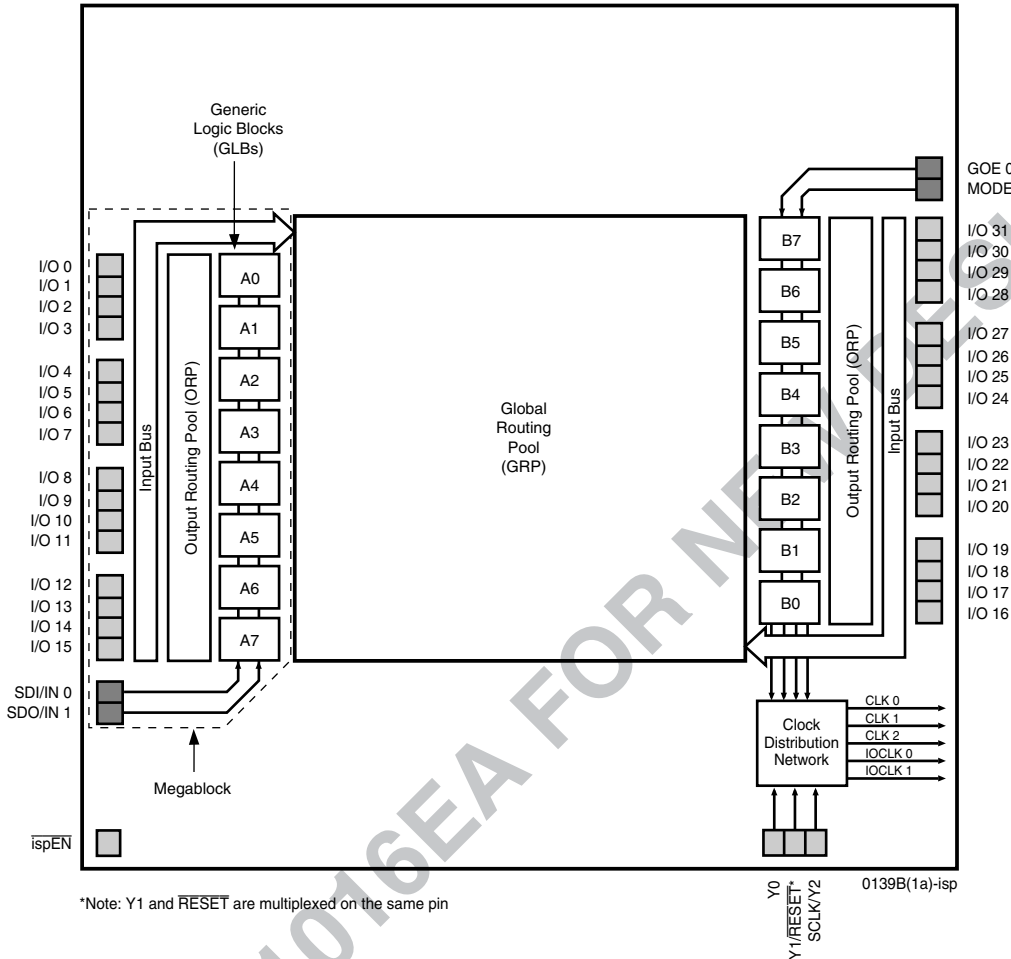 Generic
Logic Blocks
(GLBs)
GOE 0
MODE
I/O 0
I/O 1
I/O 2
I/O 3
I/O 4
I/O 5
I/O 6
I/O 7
I/O 8
I/O 9
I/O 10
I/O 11
I/O 12
I/O 13
I/O 14
I/O 15
SDI/IN 0
SDO/IN 1
Input Bus
Output Routing Pool (ORP)
A0
A1
A2
A3
A4
A5
A6
A7
Global
Routing
Pool
(GRP)
B7
B6
B5
B4
B3
B2
B1
B0
Output Routing Pool (ORP)
Input Bus
I/O 31
I/O 30
I/O 29
I/O 28
I/O 27
I/O 26
I/O 25
I/O 24
I/O 23
I/O 22
I/O 21
I/O 20
I/O 19
I/O 18
I/O 17
I/O 16
Megablock
Clock
Distribution
Network
CLK 0
CLK 1
CLK 2
IOCLK 0
IOCLK 1
ispEN
Y0
Y1/RESET*
SCLK/Y2
0139B(1a)-isp
*Note: Y1 and RESET are multiplexed on the same pin
1016EA FOR NEW